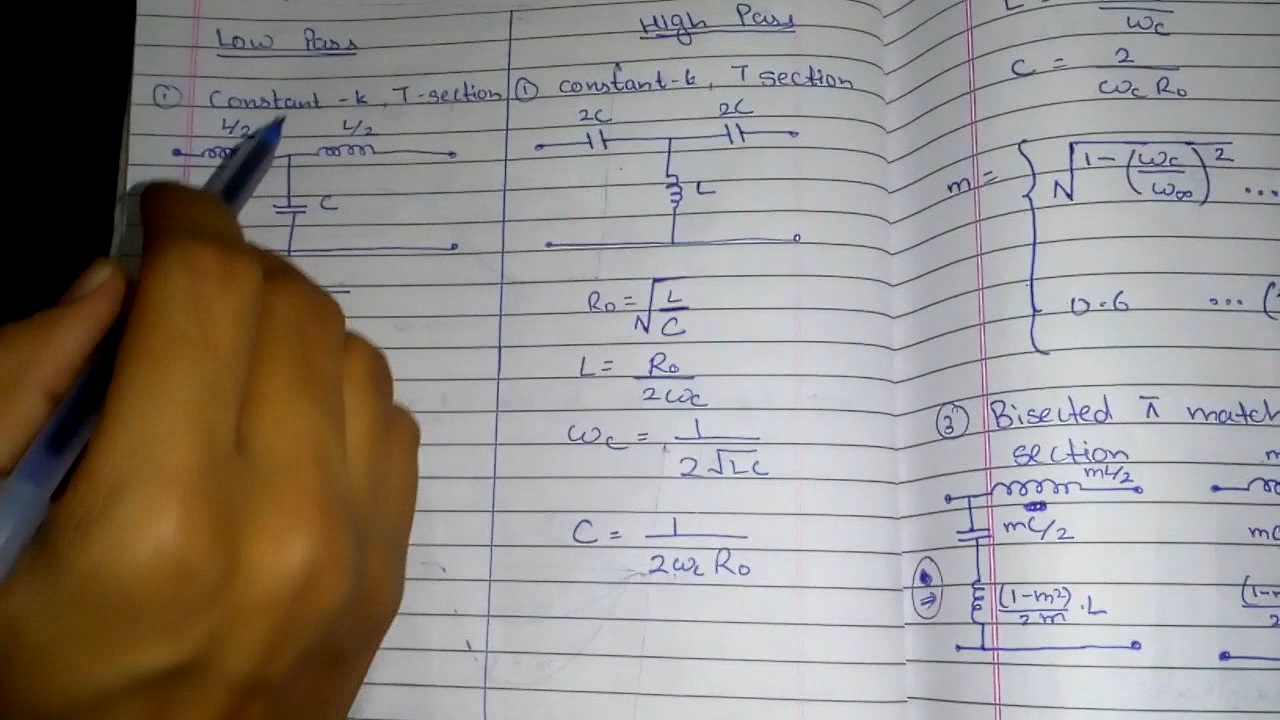 Low Pass
① Constant-k, T-section
L/2 L/2
C
High Pass
① constant-k, T section
2C 2C
L
R₀ = √(L/C)
L = R₀/2ωc
ωc = 1/2√LC
C = 1/2ωc R₀
ωc
C = 2/ωc R₀
m = { √1-(ωc/ω∞)² ...
0.6 ...(
③ Bisected π match
section
mL/2
mC/2
⇒ (1-m²)/2m · L